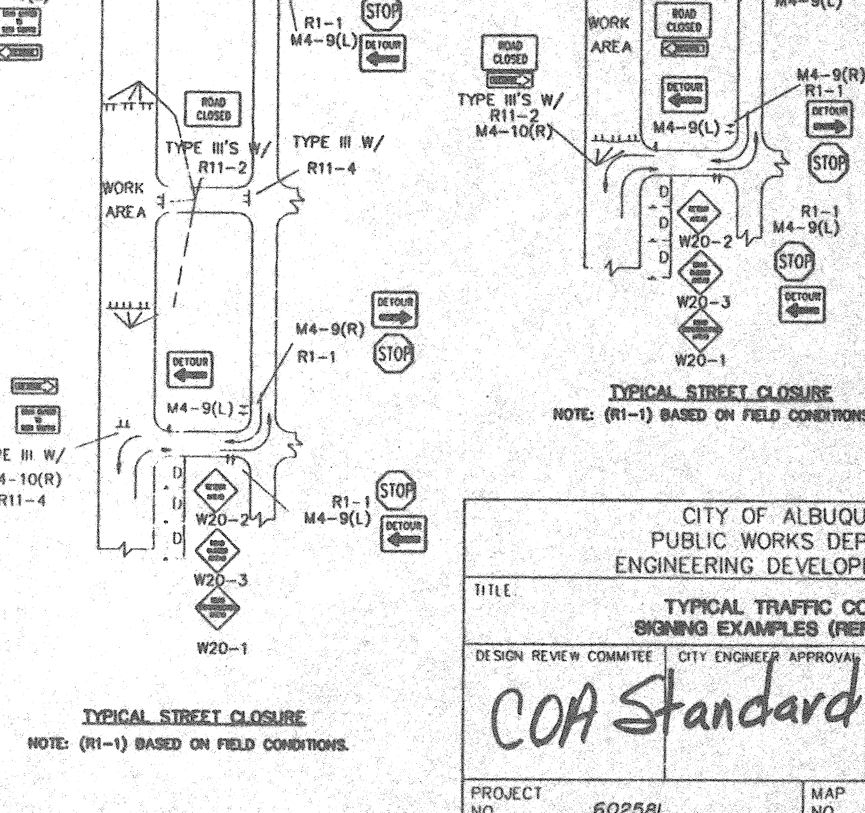 STOP
R1-1
M4-9(L)
DETOUR
ROAD
CLOSED
TYPE III'S W/
R11-2
TYPE III W/
R11-4
WORK
AREA
DETOUR
M4-9(R)
R1-1
STOP
DETOUR
M4-9(L)
III W/
4-10(R)
R11-4
D
D
D
W20-2
W20-3
W20-1
R1-1
M4-9(L)
STOP
DETOUR
TYPICAL STREET CLOSURE
NOTE: (R1-1) BASED ON FIELD CONDITIONS.
WORK
AREA
ROAD
CLOSED
ROAD
CLOSED
TYPE III'S W/
R11-2
M4-10(R)
DETOUR
M4-9(L)
M4-9(L)
M4-9(R)
R1-1
DETOUR
STOP
D
D
D
W20-2
W20-3
W20-1
R1-1
M4-9(L)
STOP
DETOUR
TYPICAL STREET CLOSURE
NOTE: (R1-1) BASED ON FIELD CONDITIONS
CITY OF ALBUQU
PUBLIC WORKS DEP
ENGINEERING DEVELOP
TITLE
TYPICAL TRAFFIC CO
SIGNING EXAMPLES (REF
DESIGN REVIEW COMMITEE
CITY ENGINEER APPROVAL
COA Standard
PROJECT
NO.
602581
MAP
NO.